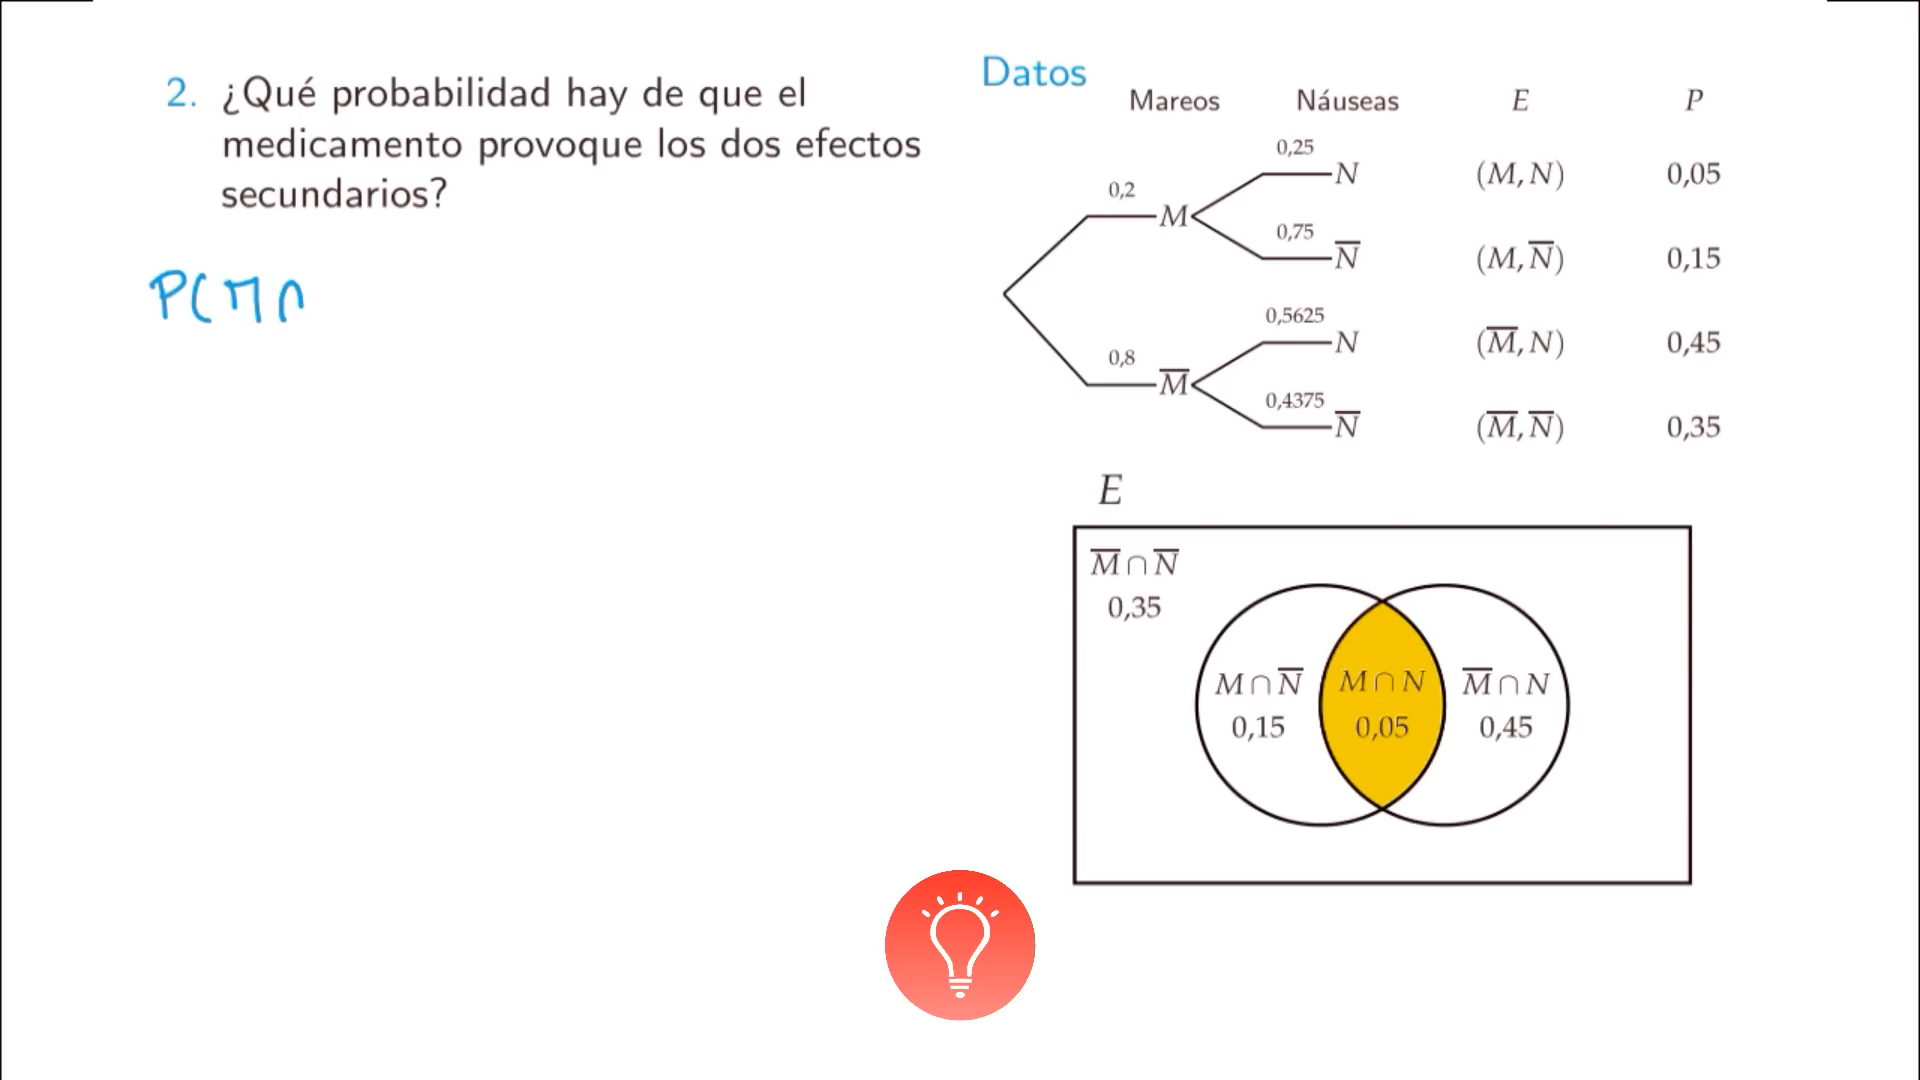 2. ¿Qué probabilidad hay de que el
medicamento provoque los dos efectos
secundarios?
P(M∩
Datos
Mareos Náuseas E P
0,25
N (M, N) 0,05
0,2
M
0,75
N̅ (M, N̅) 0,15
0,5625
N (M̅, N) 0,45
0,8
M̅
0,4375
N̅ (M̅, N̅) 0,35
E
M̅ ∩ N̅
0,35
M ∩ N̅ M ∩ N M̅ ∩ N
0,15 0,05 0,45